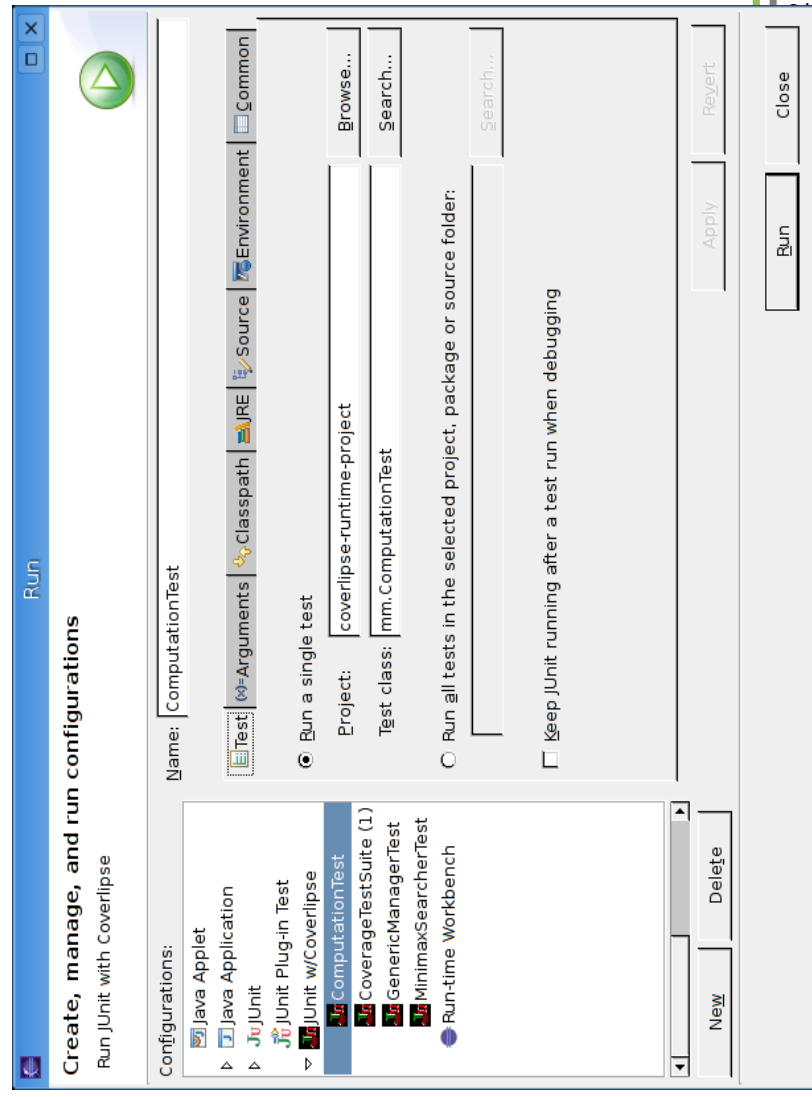 Run
Create, manage, and run configurations
Run JUnit with Coverlipse
Configurations:
Java Applet
Java Application
JUnit
JUnit Plug-in Test
JUnit w/Coverlipse
ComputationTest
CoverageTestSuite (1)
GenericManagerTest
MinimaxSearcherTest
Run-time Workbench
New
Delete
Name: ComputationTest
Test (x)=Arguments Classpath JRE Source Environment Common
Run a single test
Project: coverlipse-runtime-project Browse...
Test class: mm.ComputationTest Search...
Run all tests in the selected project, package or source folder:
Search...
Keep JUnit running after a test run when debugging
Apply Revert
Run Close